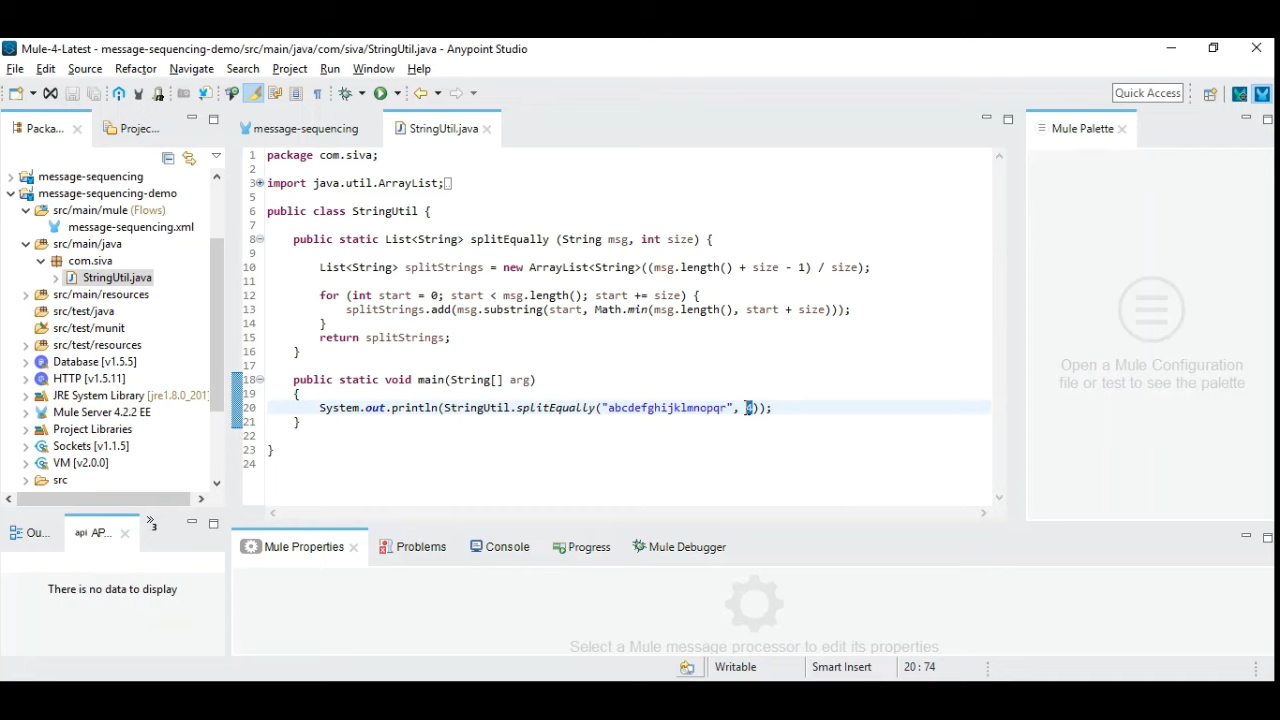 Mule-4-Latest - message-sequencing-demo/src/main/java/com/siva/StringUtil.java - Anypoint Studio
File Edit Source Refactor Navigate Search Project Run Window Help
Quick Access
Packa... Projec... message-sequencing StringUtil.java Mule Palette
message-sequencing
message-sequencing-demo
src/main/mule (Flows)
message-sequencing.xml
src/main/java
com.siva
StringUtil.java
src/main/resources
src/test/java
src/test/munit
src/test/resources
Database [v1.5.5]
HTTP [v1.5.11]
JRE System Library [jre1.8.0_201]
Mule Server 4.2.2 EE
Project Libraries
Sockets [v1.1.5]
VM [v2.0.0]
src
1 package com.siva;
2
3 import java.util.ArrayList;
5
6 public class StringUtil {
7
8 public static List<String> splitEqually (String msg, int size) {
9
10 List<String> splitStrings = new ArrayList<String>((msg.length() + size - 1) / size);
11
12 for (int start = 0; start < msg.length(); start += size) {
13 splitStrings.add(msg.substring(start, Math.min(msg.length(), start + size)));
14 }
15 return splitStrings;
16 }
17
18 public static void main(String[] arg)
19 {
20 System.out.println(StringUtil.splitEqually("abcdefghijklmnopqr", ));
21 }
22
23 }
24
Open a Mule Configuration
file or test to see the palette
Ou... api AP... 3
There is no data to display
Mule Properties Problems Console Progress Mule Debugger
Select a Mule message processor to edit its properties
Writable Smart Insert 20 : 74